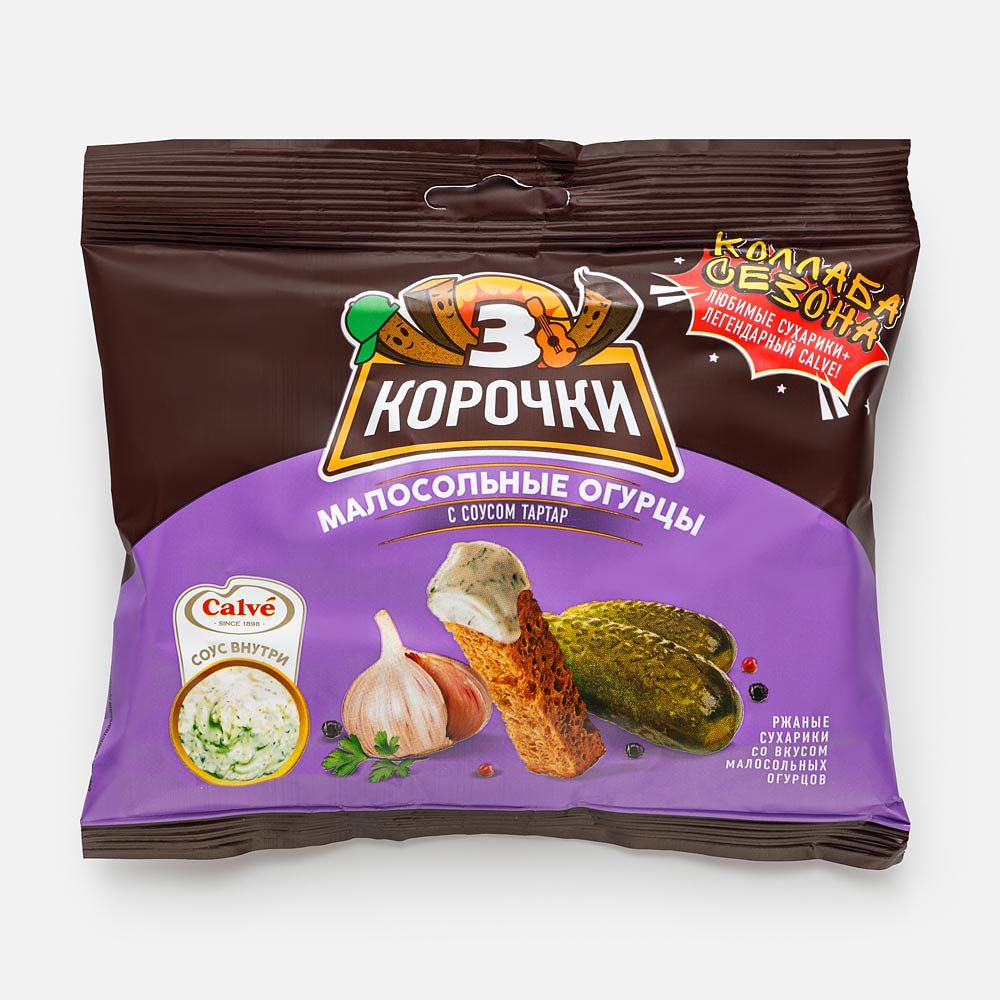 КОЛЛАБА
СЕЗОНА
ЛЮБИМЫЕ СУХАРИКИ+
ЛЕГЕНДАРНЫЙ CALVE!
3
КОРОЧКИ
МАЛОСОЛЬНЫЕ ОГУРЦЫ
С СОУСОМ ТАРТАР
Calvé
· SINCE 1898 ·
СОУС ВНУТРИ
РЖАНЫЕ
СУХАРИКИ
СО ВКУСОМ
МАЛОСОЛЬНЫХ
ОГУРЦОВ